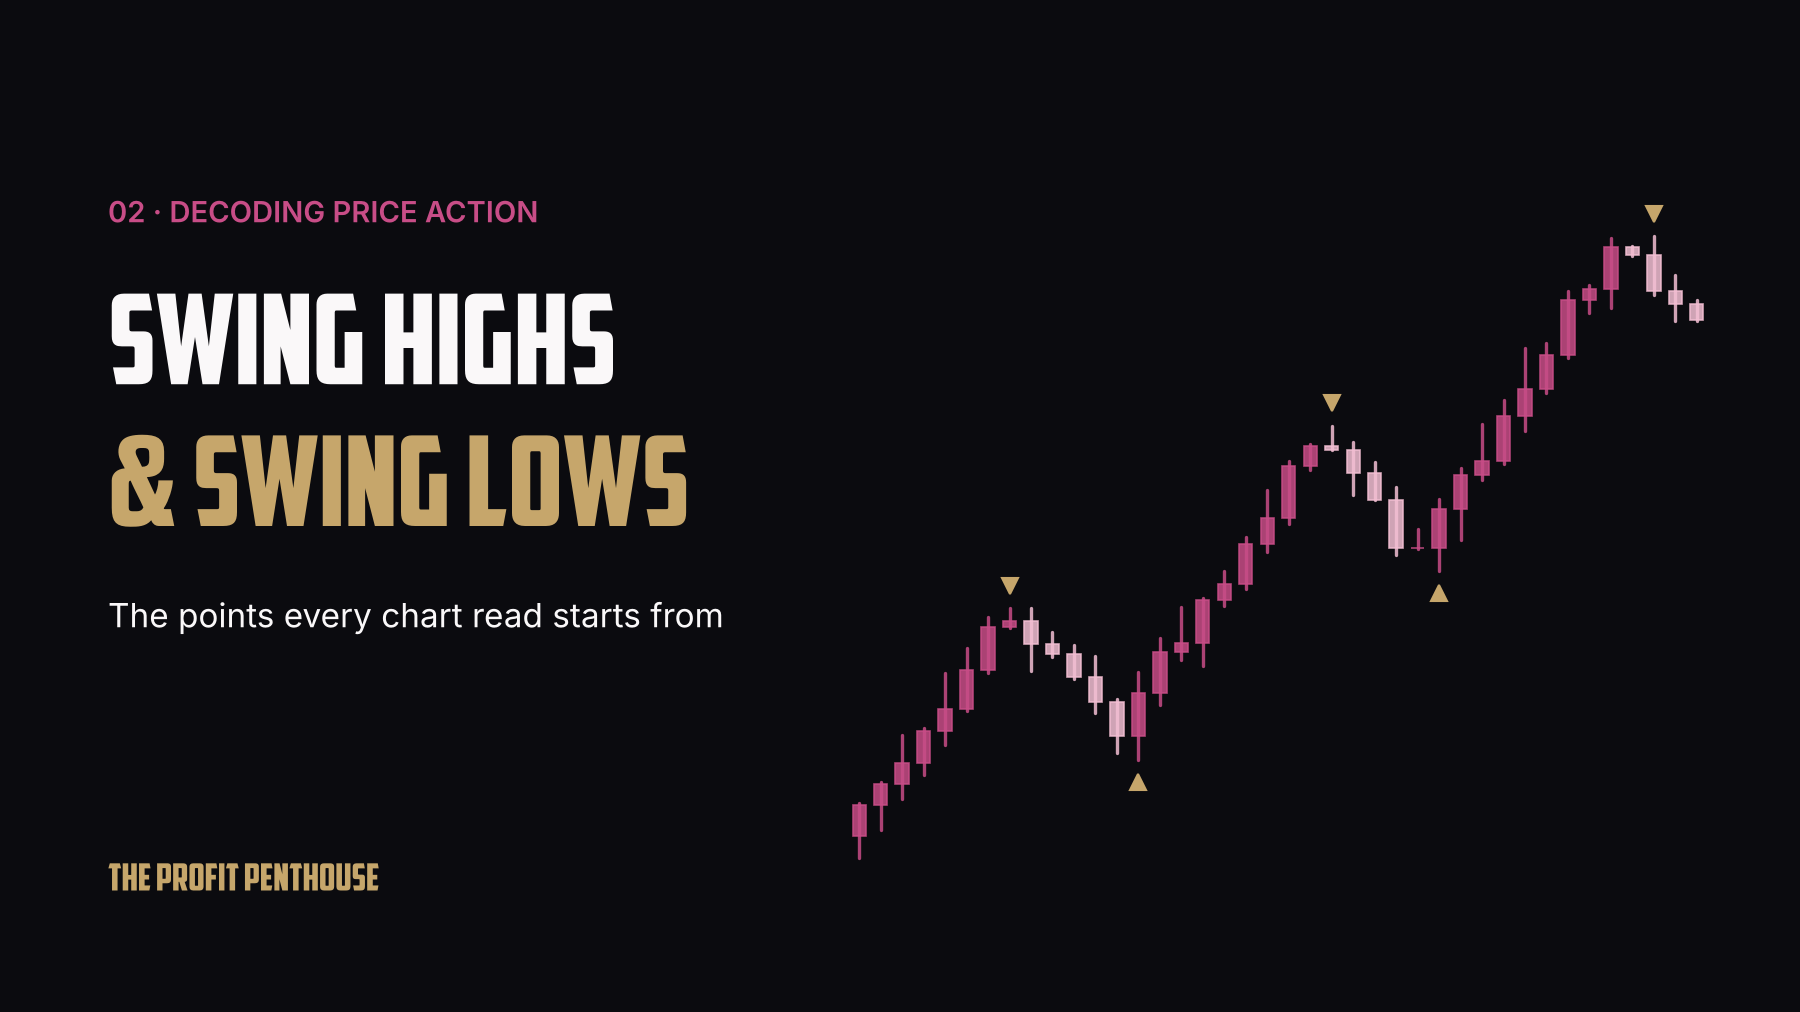 02 · DECODING PRICE ACTION
SWING HIGHS
& SWING LOWS
The points every chart read starts from
THE PROFIT PENTHOUSE